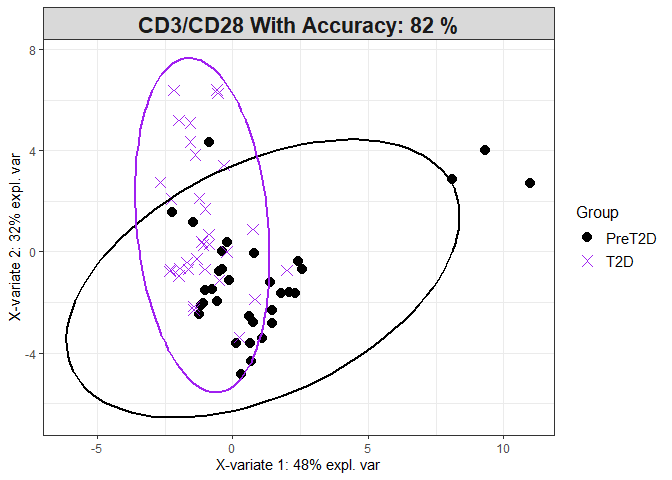 CD3/CD28 With Accuracy: 82 %
8
4
0
-4
X-variate 2: 32% expl. var
-5
0
5
10
X-variate 1: 48% expl. var
Group
PreT2D
T2D